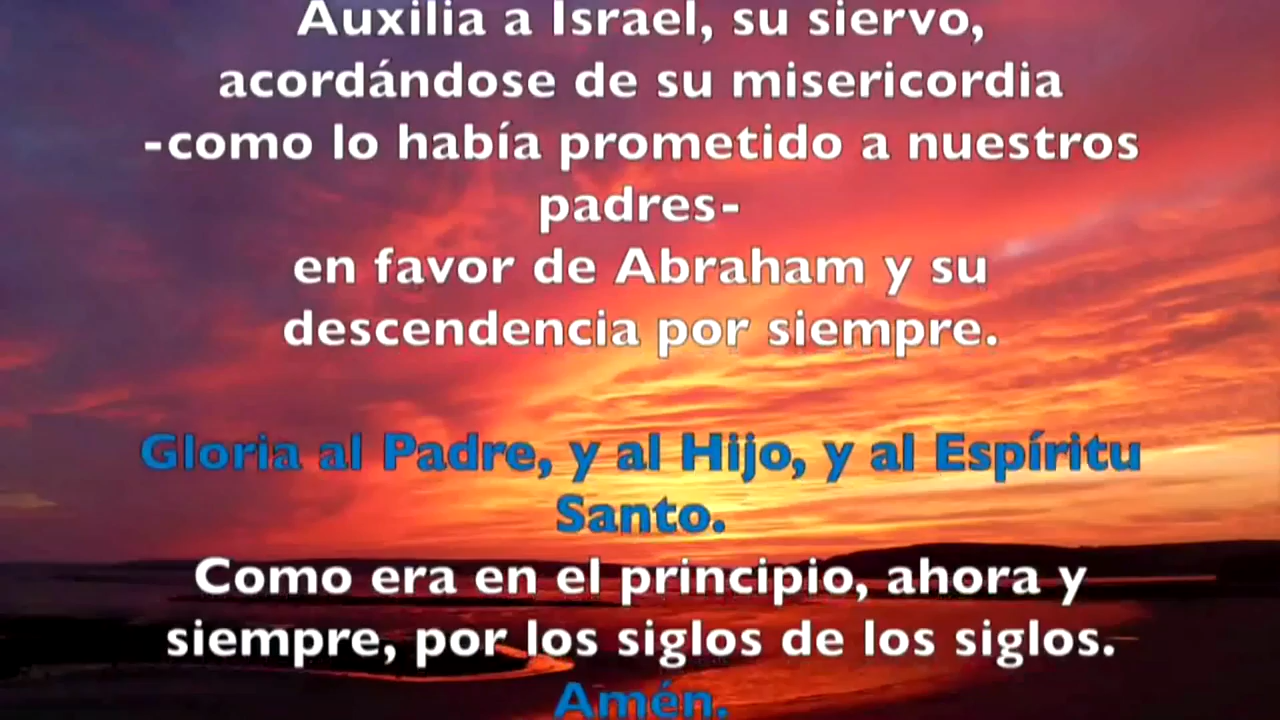 Auxilia a Israel, su siervo,
acordándose de su misericordia
-como lo había prometido a nuestros
padres-
en favor de Abraham y su
descendencia por siempre.
Gloria al Padre, y al Hijo, y al Espíritu
Santo.
Como era en el principio, ahora y
siempre, por los siglos de los siglos.
Amén.